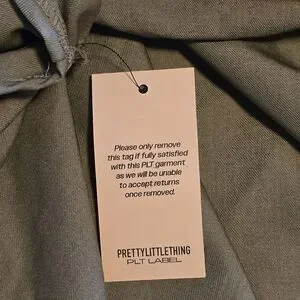 Please only remove
this tag if fully satisfied
with this PLT garment
as we will be unable
to accept returns
once removed.
PRETTYLITTLETHING
PLT LABEL